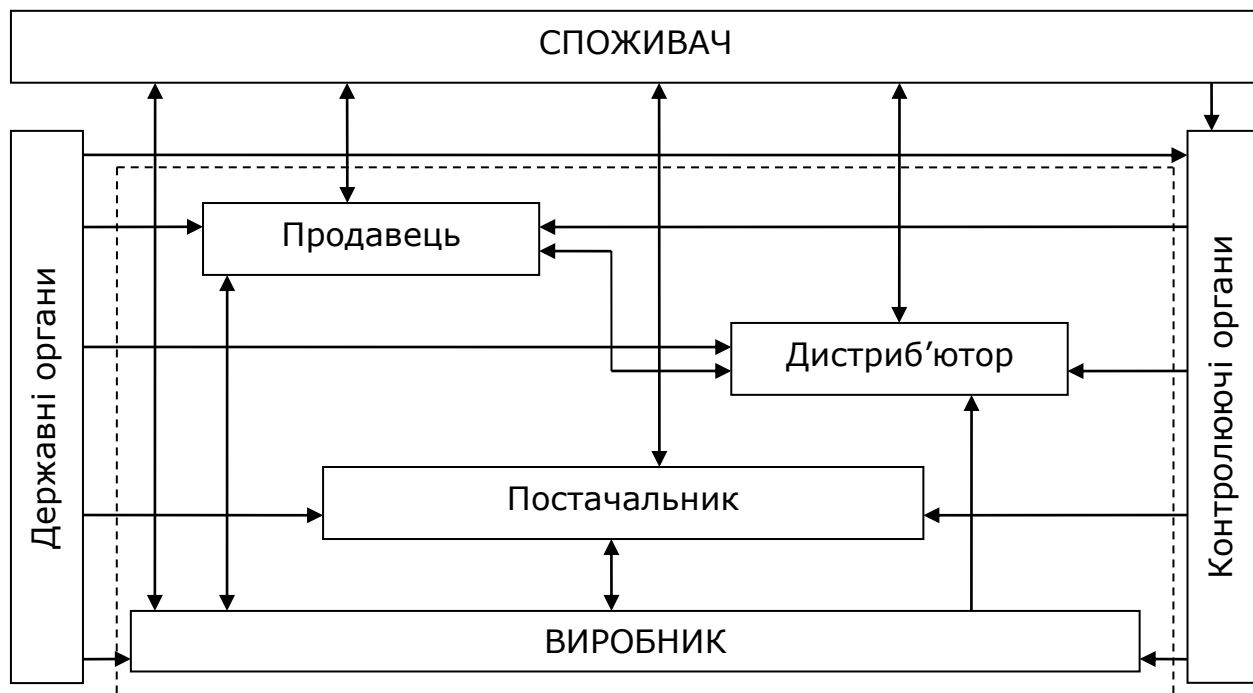 СПОЖИВАЧ
Державні органи
Продавець
Дистриб′ютор
Постачальник
ВИРОБНИК
Контролюючі органи